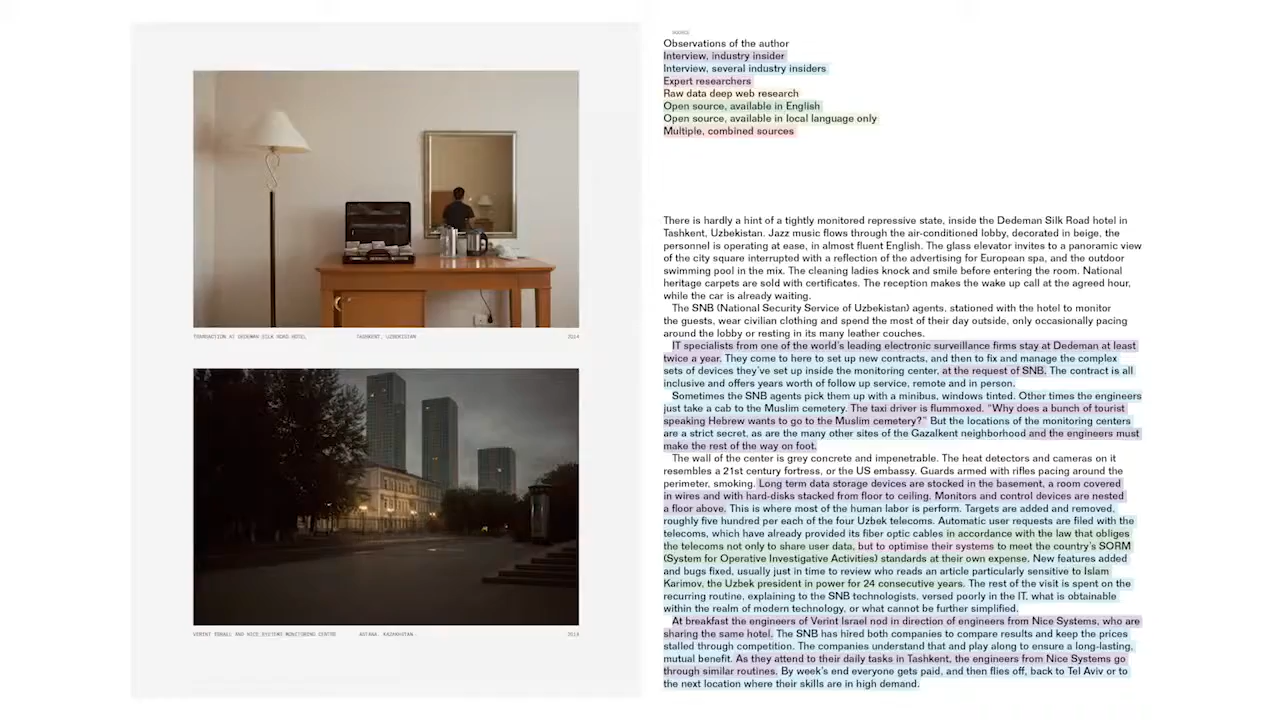 TRANSACTION AT DEDEMAN SILK ROAD HOTEL TASHKENT, UZBEKISTAN 2014
VERINT ISRAEL AND NICE SYSTEMS MONITORING CENTRE ASTANA, KAZAKHSTAN 2014
SOURCE
Observations of the author
Interview, industry insider
Interview, several industry insiders
Expert researchers
Raw data deep web research
Open source, available in English
Open source, available in local language only
Multiple, combined sources
There is hardly a hint of a tightly monitored repressive state, inside the Dedeman Silk Road hotel in
Tashkent, Uzbekistan. Jazz music flows through the air-conditioned lobby, decorated in beige, the
personnel is operating at ease, in almost fluent English. The glass elevator invites to a panoramic view
of the city square interrupted with a reflection of the advertising for European spa, and the outdoor
swimming pool in the mix. The cleaning ladies knock and smile before entering the room. National
heritage carpets are sold with certificates. The reception makes the wake up call at the agreed hour,
while the car is already waiting.
The SNB (National Security Service of Uzbekistan) agents, stationed with the hotel to monitor
the guests, wear civilian clothing and spend the most of their day outside, only occasionally pacing
around the lobby or resting in its many leather couches.
IT specialists from one of the world's leading electronic surveillance firms stay at Dedeman at least
twice a year. They come to here to set up new contracts, and then to fix and manage the complex
sets of devices they've set up inside the monitoring center, at the request of SNB. The contract is all
inclusive and offers years worth of follow up service, remote and in person.
Sometimes the SNB agents pick them up with a minibus, windows tinted. Other times the engineers
just take a cab to the Muslim cemetery. The taxi driver is flummoxed. "Why does a bunch of tourist
speaking Hebrew wants to go to the Muslim cemetery?" But the locations of the monitoring centers
are a strict secret, as are the many other sites of the Gazalkent neighborhood and the engineers must
make the rest of the way on foot.
The wall of the center is grey concrete and impenetrable. The heat detectors and cameras on it
resembles a 21st century fortress, or the US embassy. Guards armed with rifles pacing around the
perimeter, smoking. Long term data storage devices are stocked in the basement, a room covered
in wires and with hard-disks stacked from floor to ceiling. Monitors and control devices are nested
a floor above. This is where most of the human labor is perform. Targets are added and removed,
roughly five hundred per each of the four Uzbek telecoms. Automatic user requests are filed with the
telecoms, which have already provided its fiber optic cables in accordance with the law that obliges
the telecoms not only to share user data, but to optimise their systems to meet the country's SORM
(System for Operative Investigative Activities) standards at their own expense. New features added
and bugs fixed, usually just in time to review who reads an article particularly sensitive to Islam
Karimov, the Uzbek president in power for 24 consecutive years. The rest of the visit is spent on the
recurring routine, explaining to the SNB technologists, versed poorly in the IT, what is obtainable
within the realm of modern technology, or what cannot be further simplified.
At breakfast the engineers of Verint Israel nod in direction of engineers from Nice Systems, who are
sharing the same hotel. The SNB has hired both companies to compare results and keep the prices
stalled through competition. The companies understand that and play along to ensure a long-lasting,
mutual benefit. As they attend to their daily tasks in Tashkent, the engineers from Nice Systems go
through similar routines. By week's end everyone gets paid, and then flies off, back to Tel Aviv or to
the next location where their skills are in high demand.